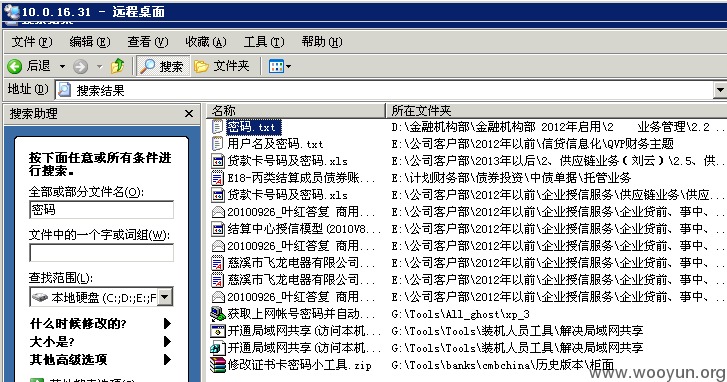 10.0.16.31 - 远程桌面
文件(F) 编辑(E) 查看(V) 收藏(A) 工具(T) 帮助(H)
后退 搜索 文件夹
地址(D) 搜索结果
搜索助理
按下面任意或所有条件进行搜索。
全部或部分文件名(O):
密码
文件中的一个字或词组(W):
查找范围(L):
本地硬盘 (C:;D:;E:;F
什么时候修改的?
大小是?
其他高级选项
名称 所在文件夹
密码.txt D:\金融机构部\金融机构部 2012年启用\2 业务管理\2.2 ...
用户名及密码.txt E:\公司客户部\2012年以前\信贷信息化\QVP财务主题
贷款卡号码及密码.xls E:\公司客户部\2013年以后\2、供应链业务（刘云）\2.5、供...
E18-丙类结算成员债券账... E:\计划财务部\债券投资\中债单据\托管业务
贷款卡号码及密码.xls E:\公司客户部\2012年以前\企业授信服务\供应链业务\供应...
20100926_叶红答复 商用... E:\公司客户部\2012年以前\企业授信服务\企业贷前、事中、...
结算中心授信模型(2010V8... E:\公司客户部\2012年以前\企业授信服务\企业贷前、事中、...
慈溪市飞龙电器有限公司... E:\公司客户部\2012年以前\企业授信服务\企业贷前、事中、...
20100926_叶红答复 商用... E:\公司客户部\2012年以前\企业授信服务\企业贷前、事中、...
慈溪市飞龙电器有限公司... E:\公司客户部\2012年以前\企业授信服务\企业贷前、事中、...
20100926_叶红答复 商用... E:\公司客户部\2012年以前\企业授信服务\企业贷前、事中、...
获取上网帐号密码并自动... G:\Tools\All_ghost\xp_3
开通局域网共享(访问本机... G:\Tools\Tools\装机人员工具\解决局域网共享
开通局域网共享(访问本机... G:\Tools\Tools\装机人员工具\解决局域网共享
修改证书卡密码小工具.zip G:\Tools\banks\cmbchina\历史版本\柜面
www.wooyun.org